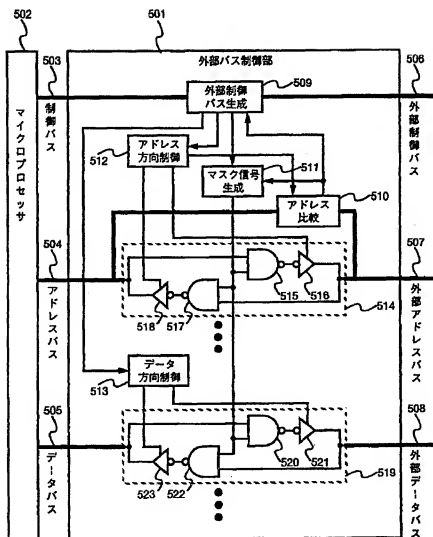 502
501
503
506
外部バス制御部
509
外部制御
バス生成
制御バス
外部制御バス
マイクロプロセッサ
512
アドレス
方向制御
511
マスク信号
生成
510
アドレス
比較
504
507
アドレスバス
外部アドレスバス
515
516
518
517
514
データ
方向制御
513
505
508
データバス
外部データバス
520
521
523
522
519